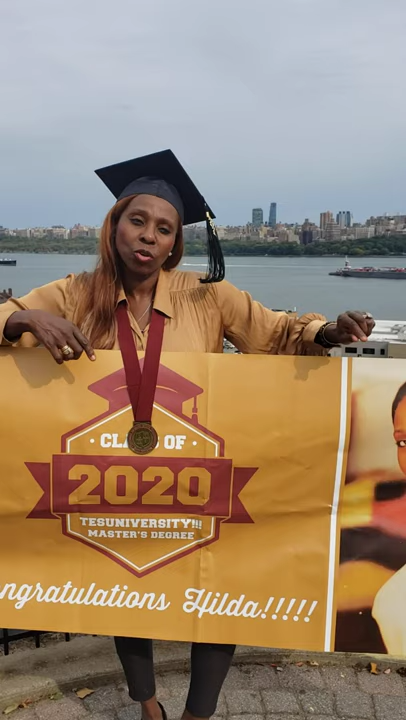 CLASS OF
2020
TESUNIVERSITY!!!
MASTER'S DEGREE
ngratulations Hilda!!!!!